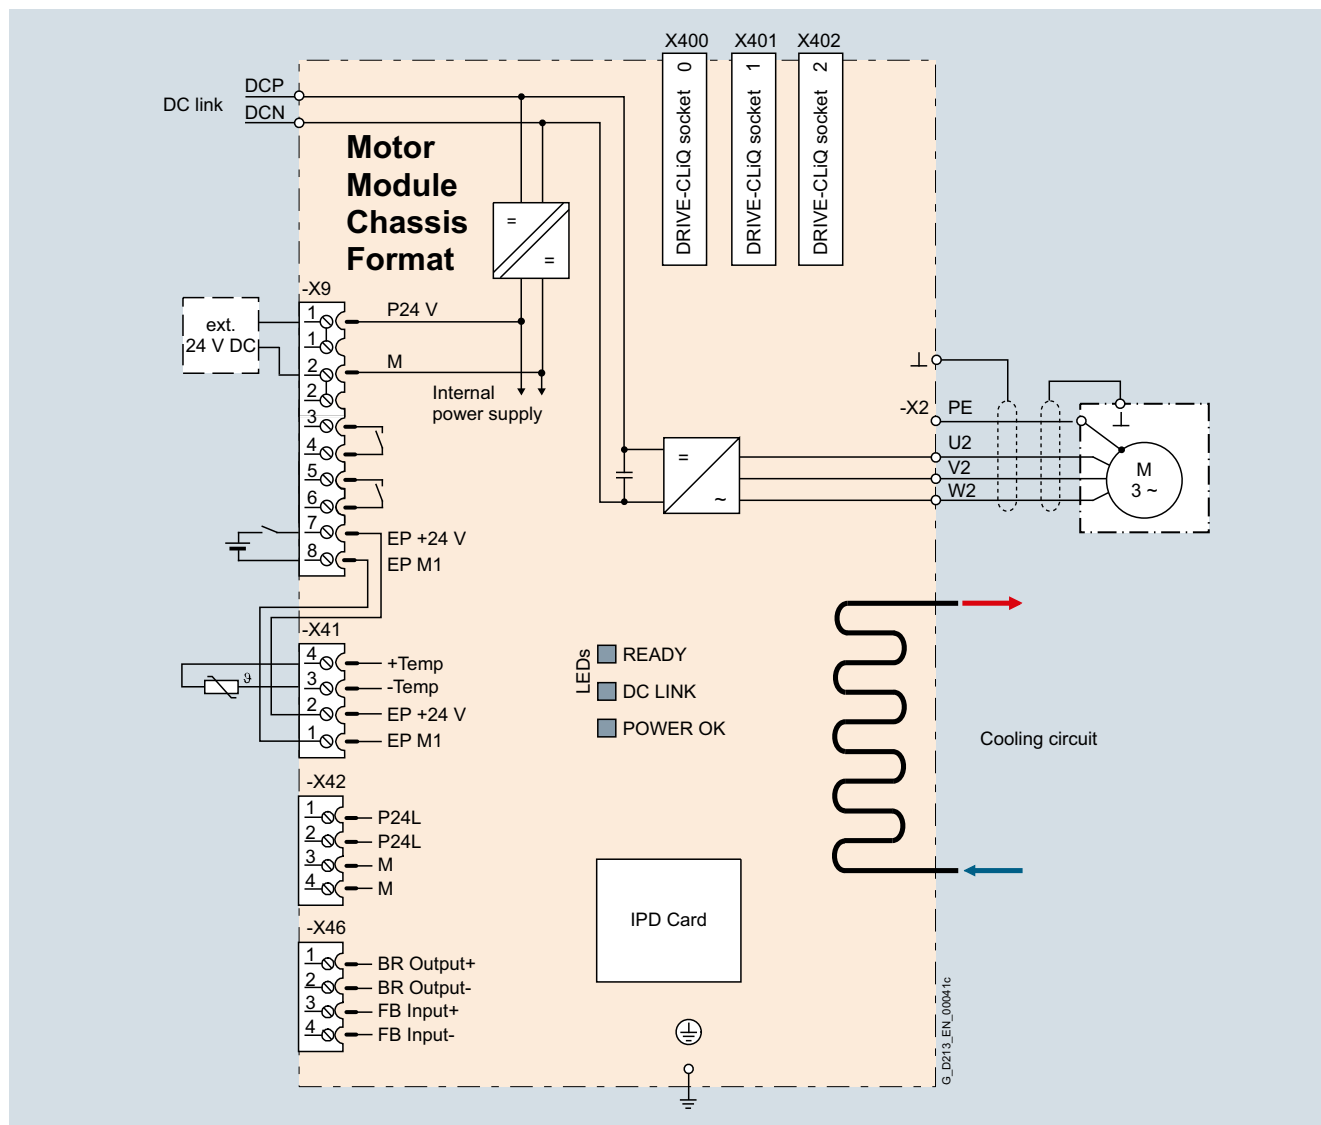 X400 X401 X402
DRIVE-CLiQ socket 0
DRIVE-CLiQ socket 1
DRIVE-CLiQ socket 2
DC link
DCP
DCN
Motor
Module
Chassis
Format
=
=
-X9
1
1
2
2
3
4
5
6
7
8
ext.
24 V DC
P24 V
M
Internal
power supply
EP +24 V
EP M1
=
~
-X2
PE
U2
V2
W2
M
3 ~
-X41
4 +Temp
3 -Temp
2 EP +24 V
1 EP M1
ϑ
LEDs
READY
DC LINK
POWER OK
Cooling circuit
-X42
1 P24L
2 P24L
3 M
4 M
IPD Card
-X46
1 BR Output+
2 BR Output-
3 FB Input+
4 FB Input-
G_D213_EN_00041c